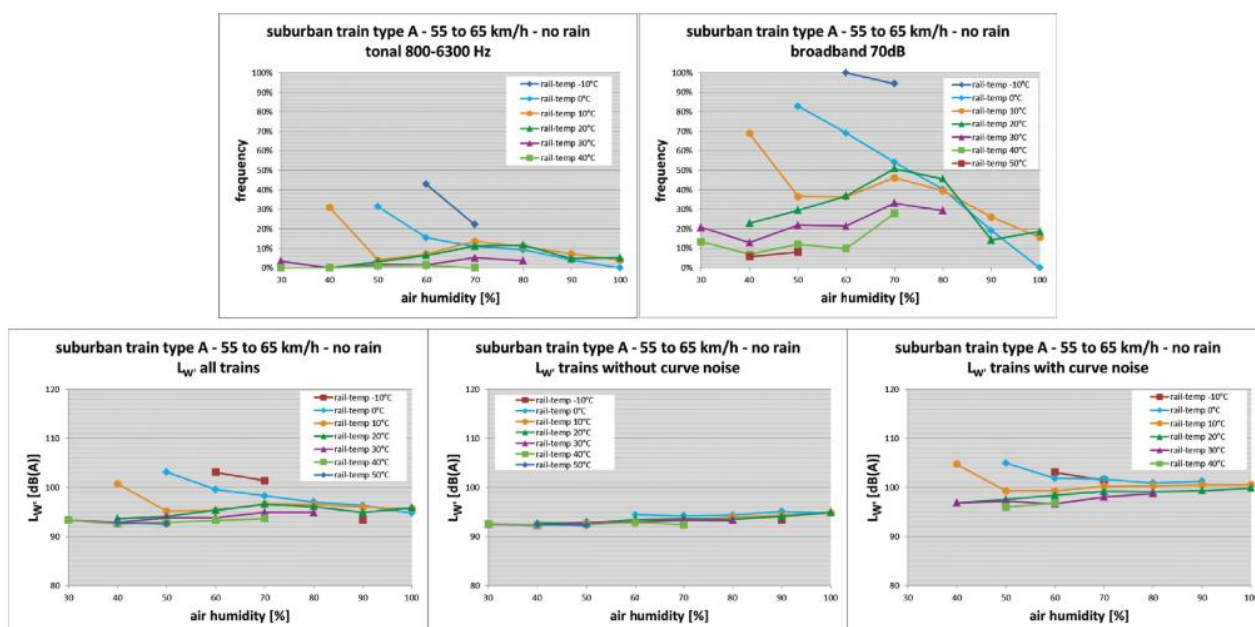 suburban train type A - 55 to 65 km/h - no rain
tonal 800-6300 Hz
frequency
100%
90%
80%
70%
60%
50%
40%
30%
20%
10%
0%
rail-temp -10°C
rail-temp 0°C
rail-temp 10°C
rail-temp 20°C
rail-temp 30°C
rail-temp 40°C
30 40 50 60 70 80 90 100
air humidity [%]
suburban train type A - 55 to 65 km/h - no rain
broadband 70dB
frequency
100%
90%
80%
70%
60%
50%
40%
30%
20%
10%
0%
rail-temp -10°C
rail-temp 0°C
rail-temp 10°C
rail-temp 20°C
rail-temp 30°C
rail-temp 40°C
rail-temp 50°C
30 40 50 60 70 80 90 100
air humidity [%]
suburban train type A - 55 to 65 km/h - no rain
LW' all trains
LW' [dB(A)]
120
110
100
90
80
rail-temp -10°C
rail-temp 0°C
rail-temp 10°C
rail-temp 20°C
rail-temp 30°C
rail-temp 40°C
rail-temp 50°C
30 40 50 60 70 80 90 100
air humidity [%]
suburban train type A - 55 to 65 km/h - no rain
LW' trains without curve noise
LW' [dB(A)]
120
110
100
90
80
rail-temp -10°C
rail-temp 0°C
rail-temp 10°C
rail-temp 20°C
rail-temp 30°C
rail-temp 40°C
rail-temp 50°C
30 40 50 60 70 80 90 100
air humidity [%]
suburban train type A - 55 to 65 km/h - no rain
LW' trains with curve noise
LW' [dB(A)]
120
110
100
90
80
rail-temp -10°C
rail-temp 0°C
rail-temp 10°C
rail-temp 20°C
rail-temp 30°C
rail-temp 40°C
30 40 50 60 70 80 90 100
air humidity [%]